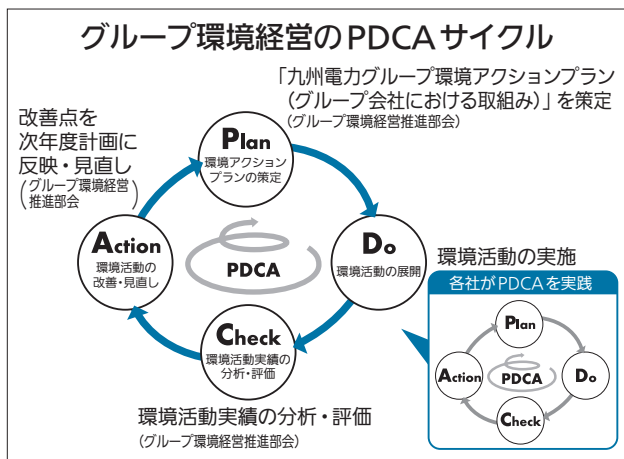 グループ環境経営のPDCAサイクル
「九州電力グループ環境アクションプラン
（グループ会社における取組み）」を策定
（グループ環境経営推進部会）
改善点を
次年度計画に
反映・見直し
（グループ環境経営
推進部会）
Plan
環境アクション
プランの策定
Action
環境活動の
改善・見直し
PDCA
Do
環境活動の展開
Check
環境活動実績の
分析・評価
環境活動実績の分析・評価
（グループ環境経営推進部会）
環境活動の実施
各社がPDCAを実践
Plan
Action
PDCA
Do
Check